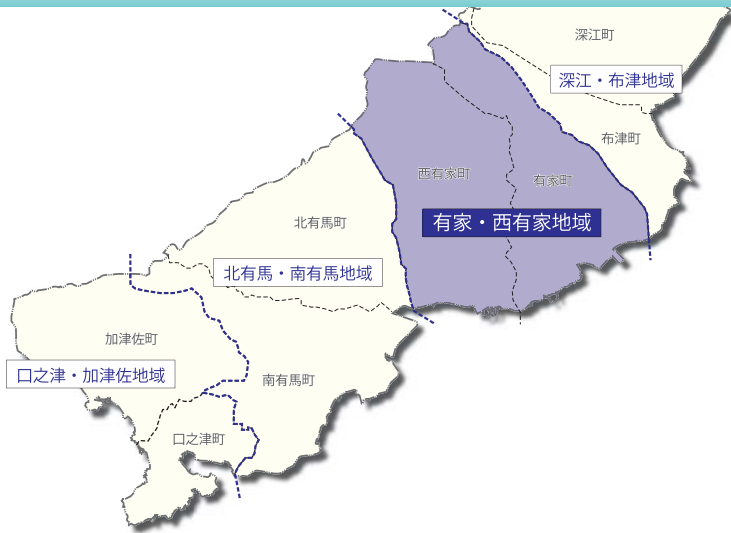 深江町
深江・布津地域
布津町
西有家町
有家町
有家・西有家地域
北有馬町
北有馬・南有馬地域
加津佐町
口之津・加津佐地域
南有馬町
口之津町